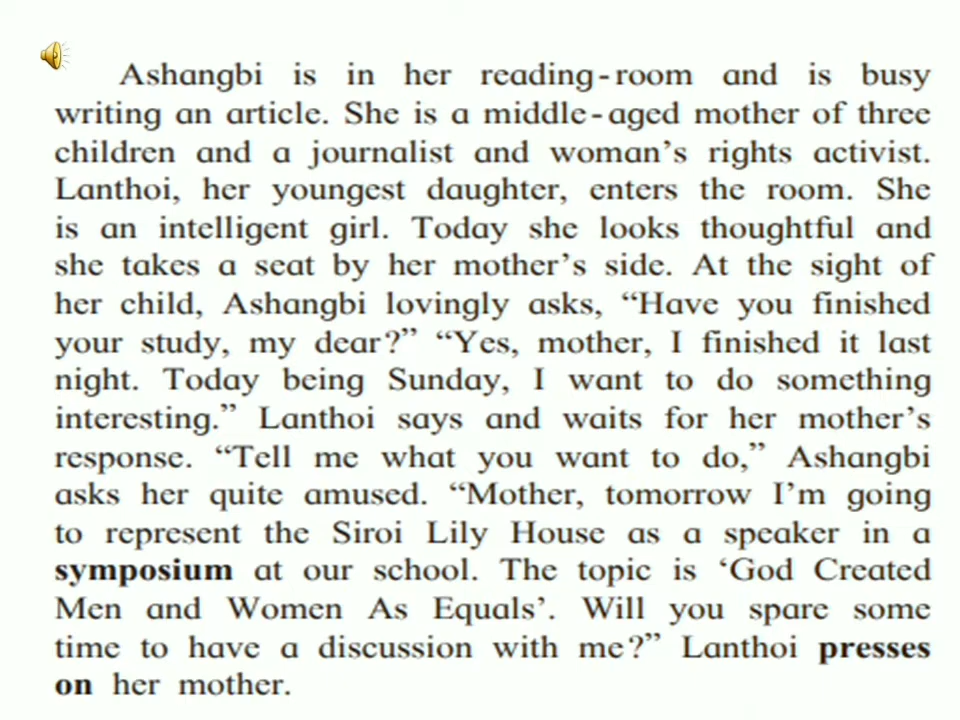 Ashangbi is in her reading-room and is busy
writing an article. She is a middle-aged mother of three
children and a journalist and woman's rights activist.
Lanthoi, her youngest daughter, enters the room. She
is an intelligent girl. Today she looks thoughtful and
she takes a seat by her mother's side. At the sight of
her child, Ashangbi lovingly asks, “Have you finished
your study, my dear?” “Yes, mother, I finished it last
night. Today being Sunday, I want to do something
interesting.” Lanthoi says and waits for her mother's
response. “Tell me what you want to do,” Ashangbi
asks her quite amused. “Mother, tomorrow I'm going
to represent the Siroi Lily House as a speaker in a
symposium at our school. The topic is ‘God Created
Men and Women As Equals’. Will you spare some
time to have a discussion with me?” Lanthoi presses
on her mother.